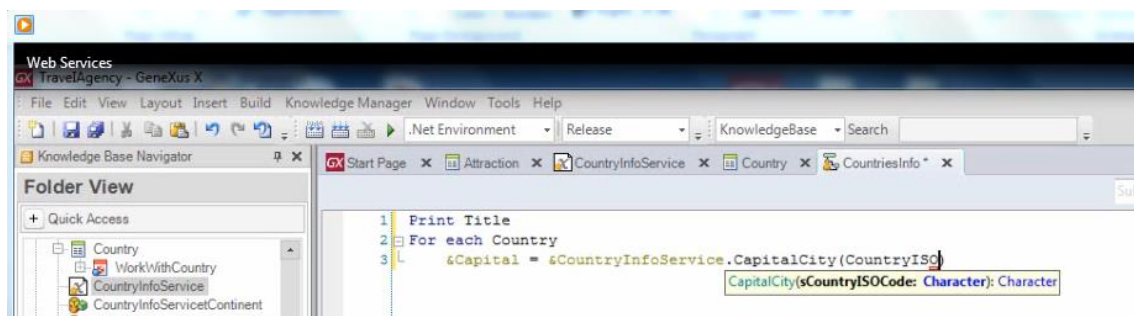 Web Services
GX TravelAgency - GeneXus X
File Edit View Layout Insert Build Knowledge Manager Window Tools Help
.Net Environment Release KnowledgeBase Search
Knowledge Base Navigator
GX Start Page Attraction CountryInfoService Country CountriesInfo *
Folder View
+ Quick Access
Country
WorkWithCountry
CountryInfoService
CountryInfoServicetContinent
1 Print Title
2 For each Country
3 &Capital = &CountryInfoService.CapitalCity(CountryISO)
CapitalCity(sCountryISOCode: Character): Character